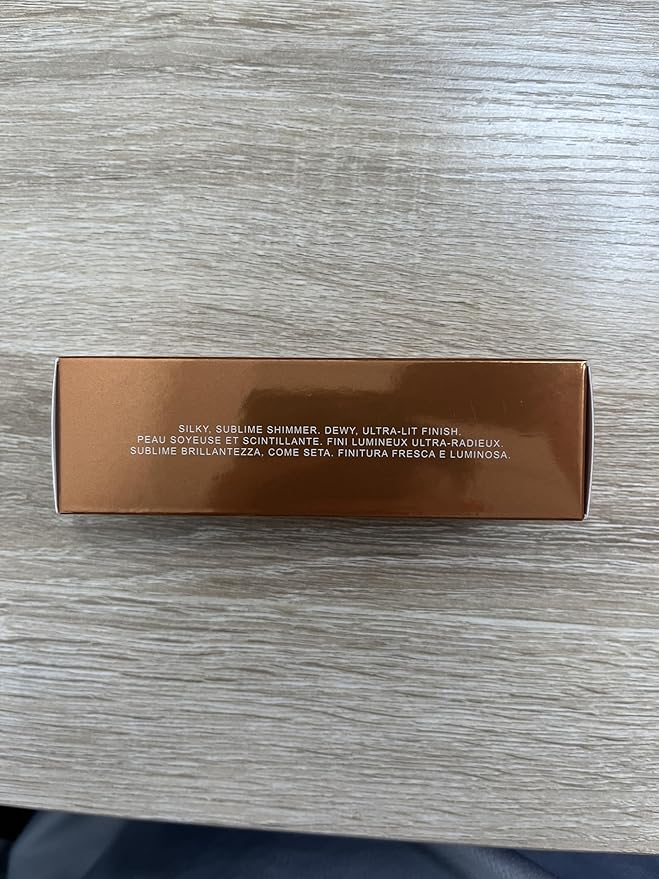 SILKY, SUBLIME SHIMMER. DEWY, ULTRA-LIT FINISH.
PEAU SOYEUSE ET SCINTILLANTE. FINI LUMINEUX ULTRA-RADIEUX.
SUBLIME BRILLANTEZZA, COME SETA. FINITURA FRESCA E LUMINOSA.